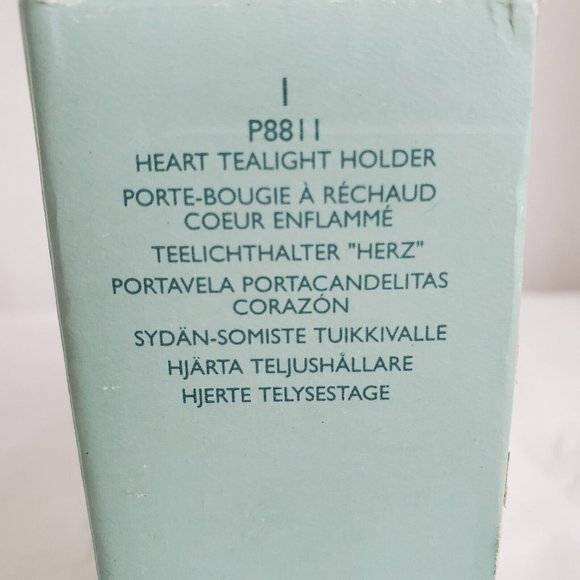 1
P8811
HEART TEALIGHT HOLDER
PORTE-BOUGIE À RÉCHAUD
COEUR ENFLAMMÉ
TEELICHTHALTER "HERZ"
PORTAVELA PORTACANDELITAS
CORAZÓN
SYDÄN-SOMISTE TUIKKIVALLE
HJÄRTA TELJUSHÅLLARE
HJERTE TELYSESTAGE